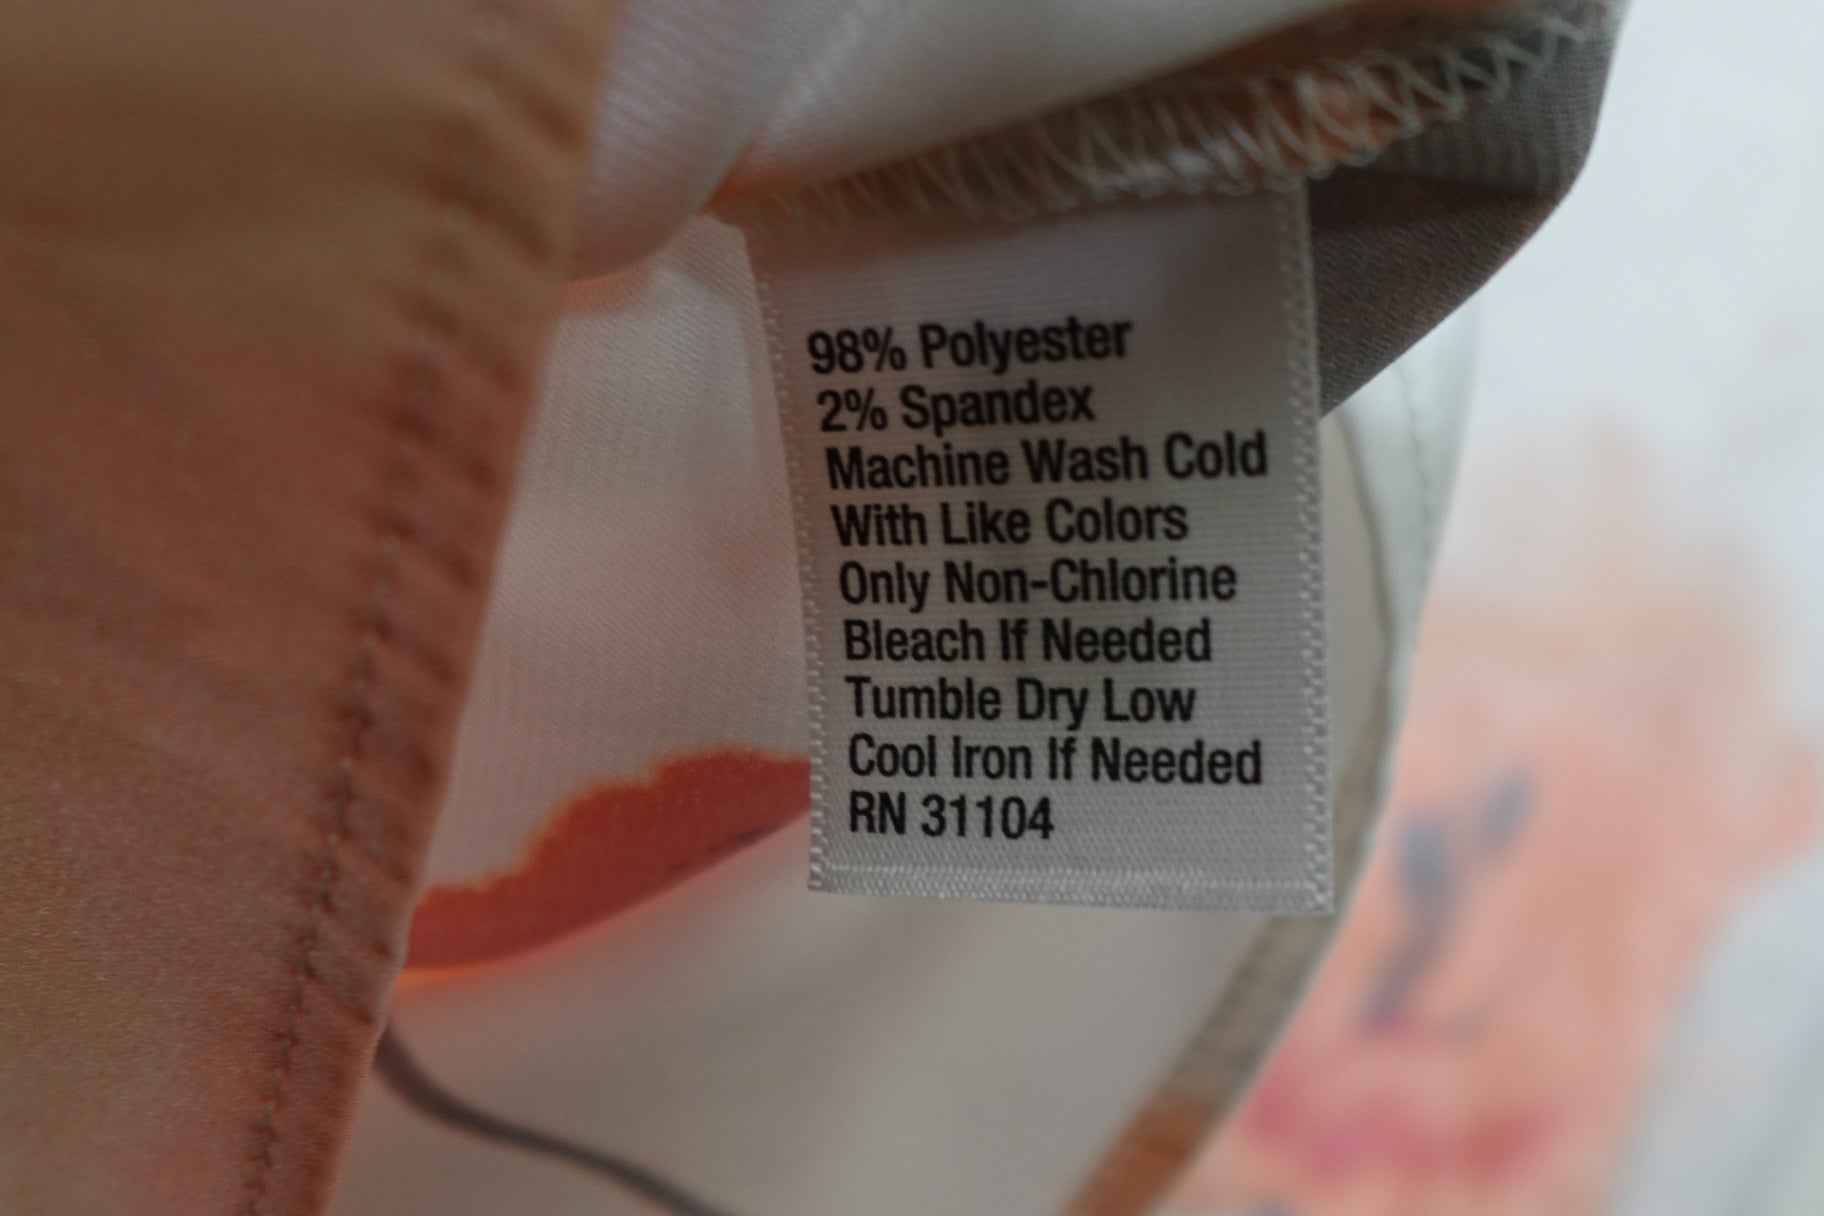 98% Polyester
2% Spandex
Machine Wash Cold
With Like Colors
Only Non-Chlorine
Bleach If Needed
Tumble Dry Low
Cool Iron If Needed
RN 31104